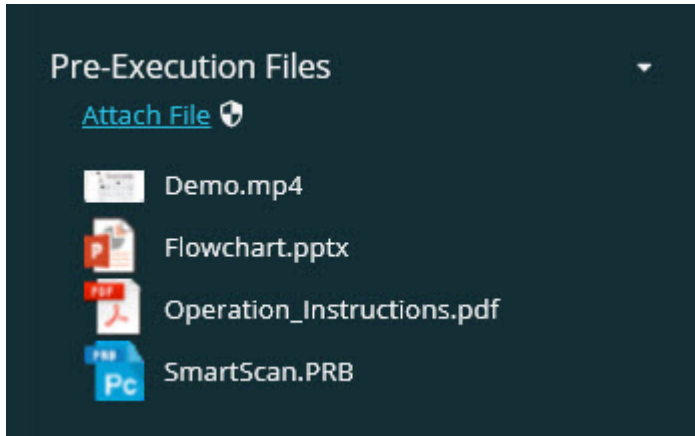 Pre-Execution Files
Attach File
Demo.mp4
P Flowchart.pptx
PDF Operation_Instructions.pdf
PRB
Pc SmartScan.PRB